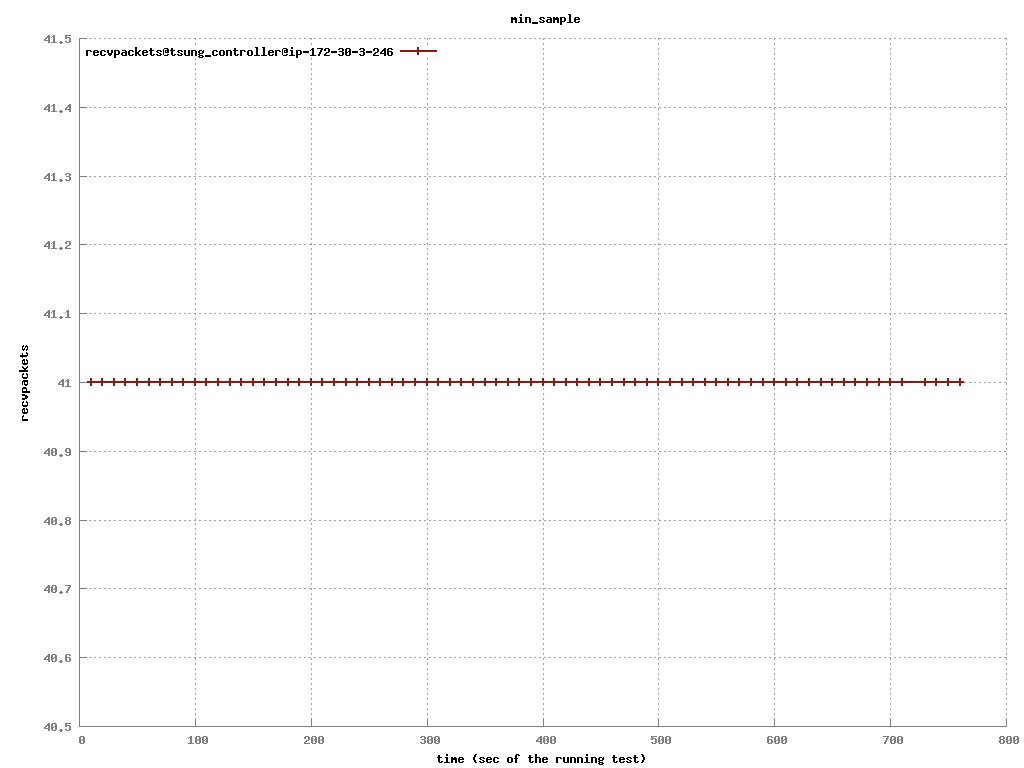 min_sample
41.5
recvpackets@tsung_controller@ip-172-30-3-246
41.4
41.3
41.2
41.1
41
40.9
40.8
40.7
40.6
40.5
recvpackets
0 100 200 300 400 500 600 700 800
time (sec of the running test)